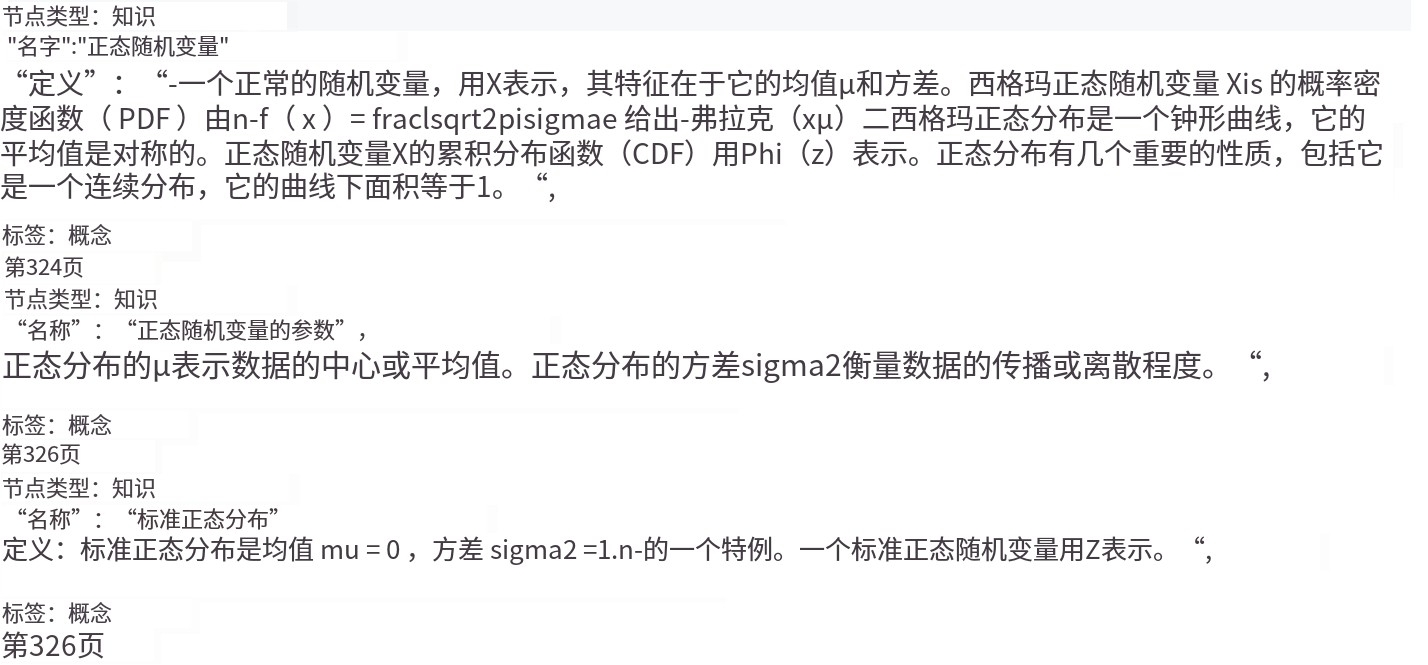 节点类型：知识
"名字":"正态随机变量"
“定义”：“-一个正常的随机变量，用X表示，其特征在于它的均值μ和方差。西格玛正态随机变量 Xis 的概率密
度函数（ PDF ）由n-f（ x ）= fraclsqrt2pisigmae 给出-弗拉克（xμ）二西格玛正态分布是一个钟形曲线，它的
平均值是对称的。正态随机变量X的累积分布函数（CDF）用Phi（z）表示。正态分布有几个重要的性质，包括它
是一个连续分布，它的曲线下面积等于1。“,
标签：概念
第324页
节点类型：知识
“名称”：“正态随机变量的参数”，
正态分布的μ表示数据的中心或平均值。正态分布的方差sigma2衡量数据的传播或离散程度。“,
标签：概念
第326页
节点类型：知识
“名称”：“标准正态分布”
定义：标准正态分布是均值 mu = 0 ，方差 sigma2 =1.n-的一个特例。一个标准正态随机变量用Z表示。“,
标签：概念
第326页